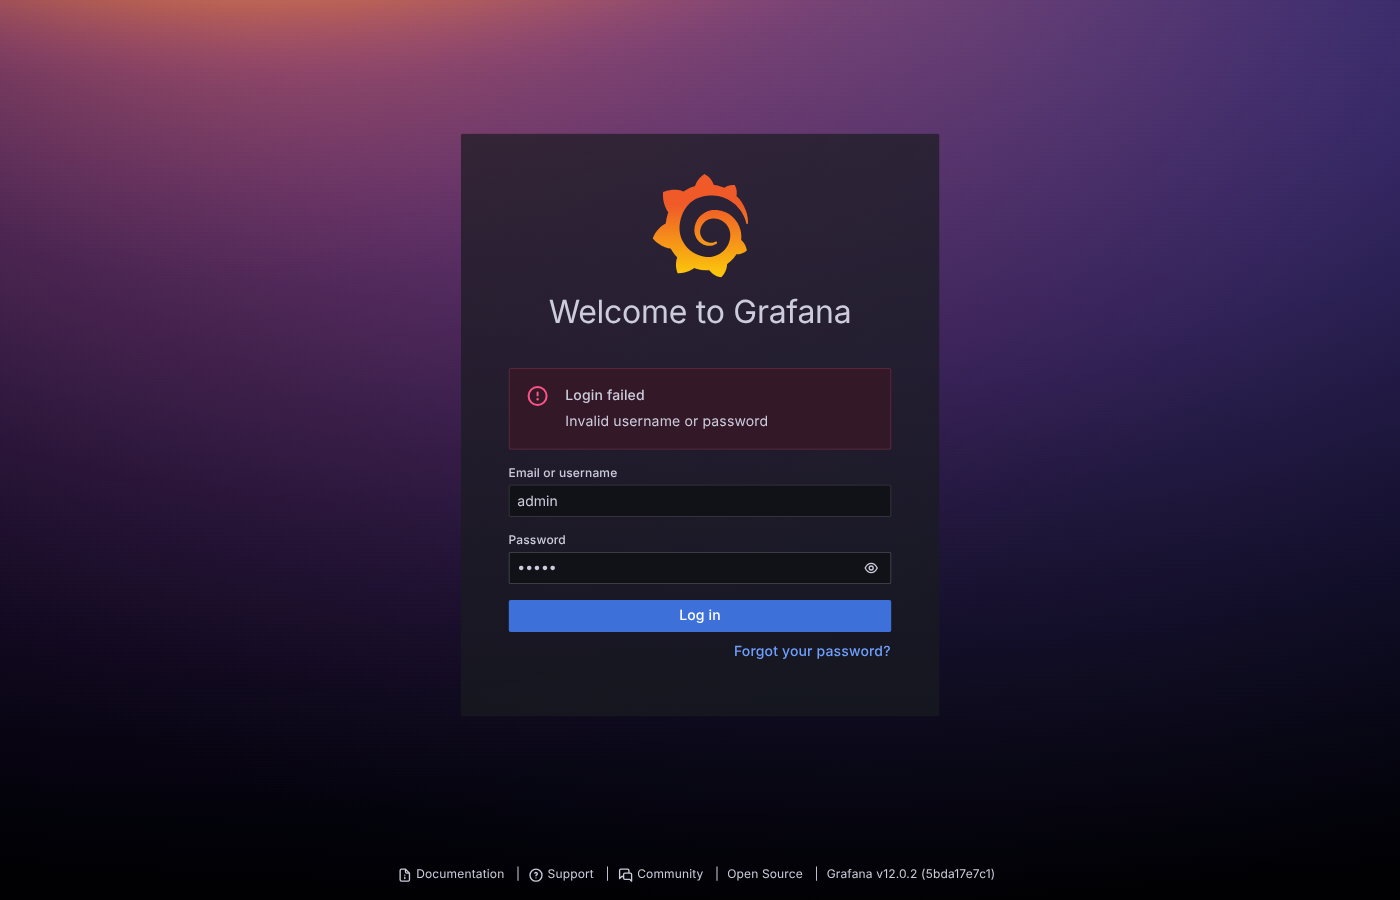 Welcome to Grafana
Login failed
Invalid username or password
Email or username
admin
Password
•••••
Log in
Forgot your password?
Documentation | Support | Community | Open Source | Grafana v12.0.2 (5bda17e7c1)